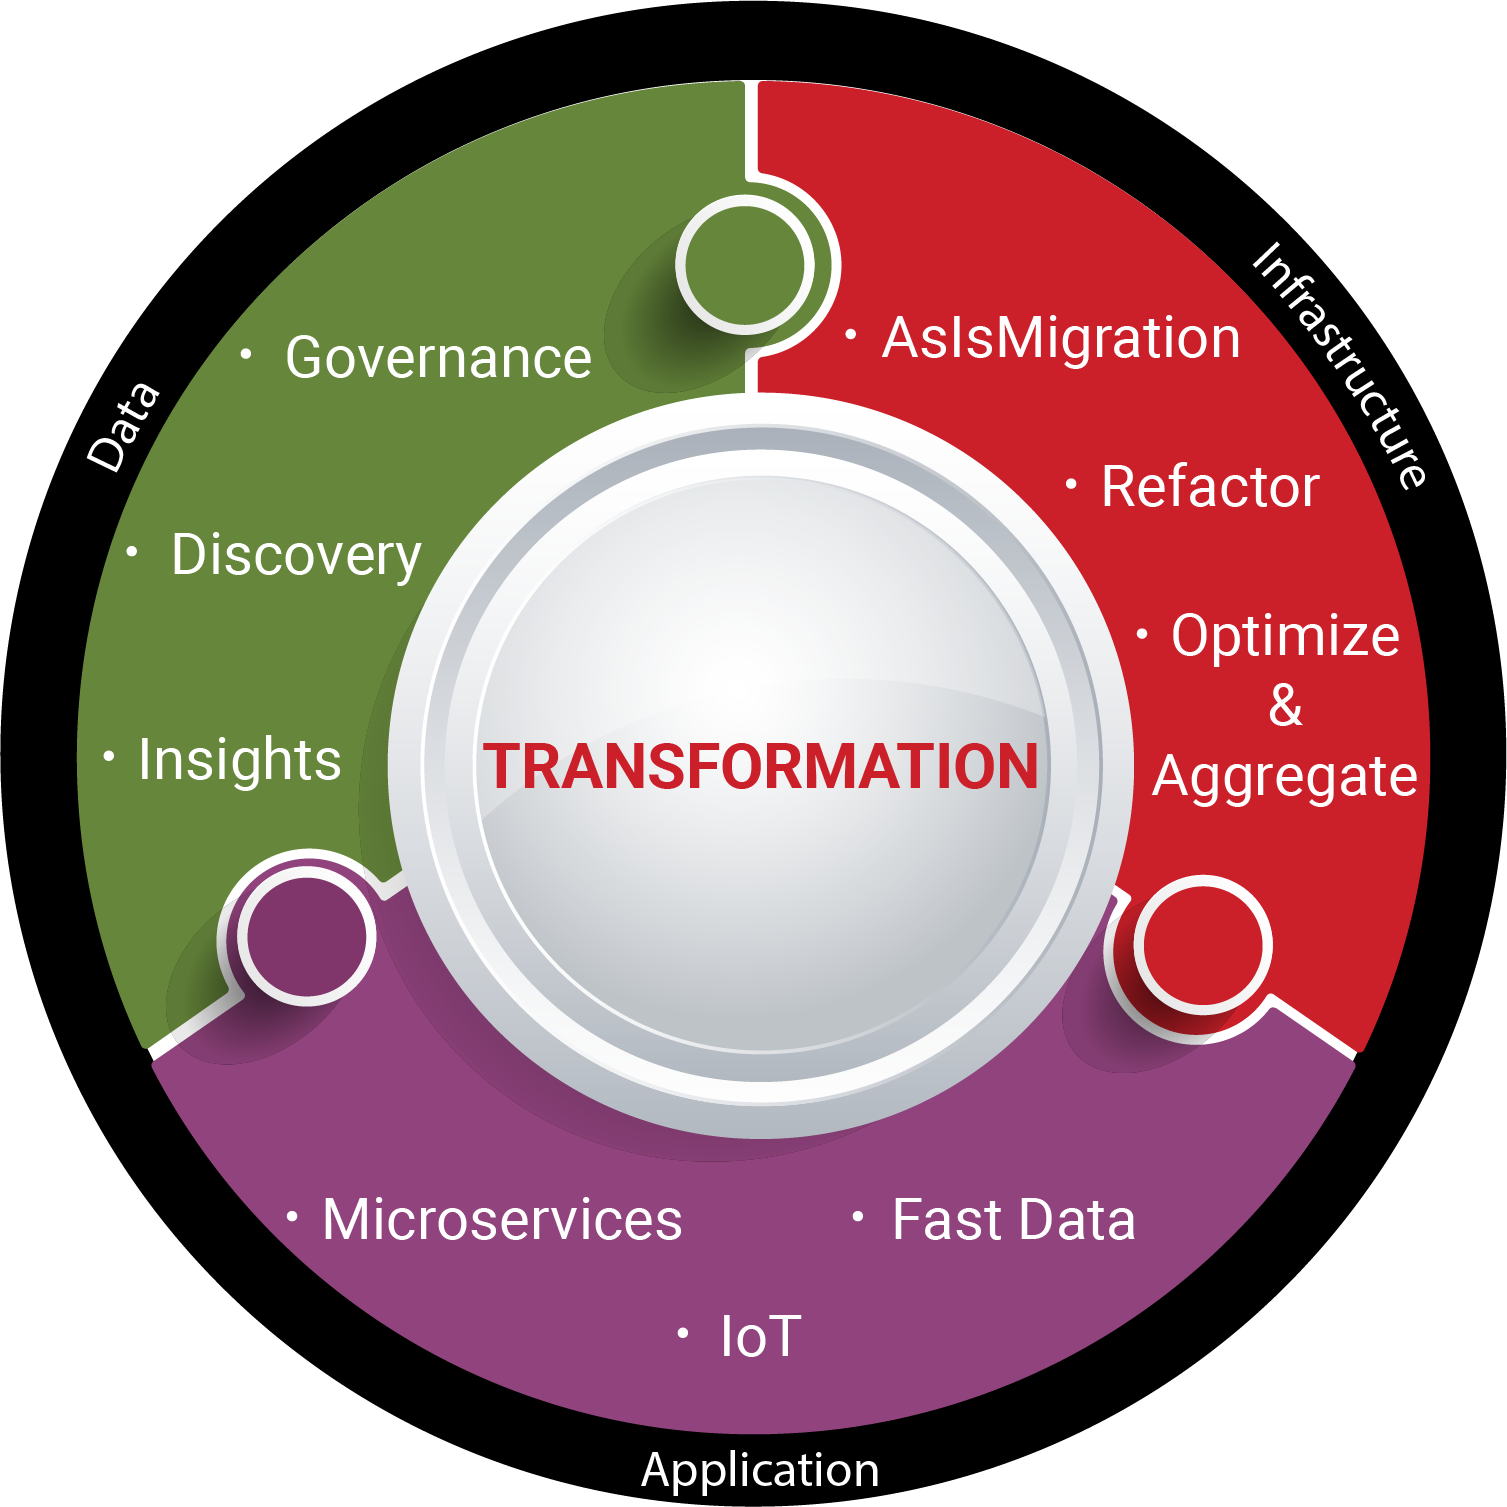 Data
• Governance
• Discovery
• Insights
Infrastructure
• AsIsMigration
• Refactor
• Optimize
&
Aggregate
TRANSFORMATION
• Microservices
• Fast Data
• IoT
Application